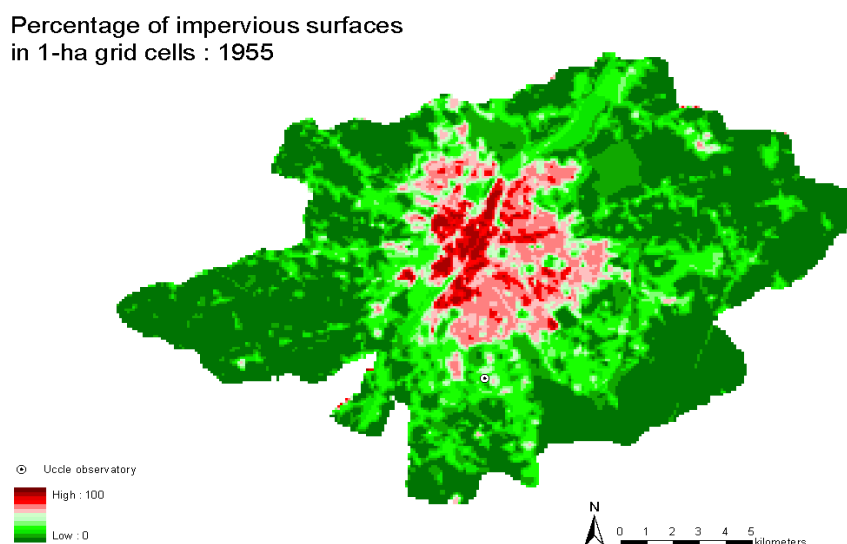 Percentage of impervious surfaces
in 1-ha grid cells : 1955
Uccle observatory
High : 100
Low : 0
N
0 1 2 3 4 5
kilometers